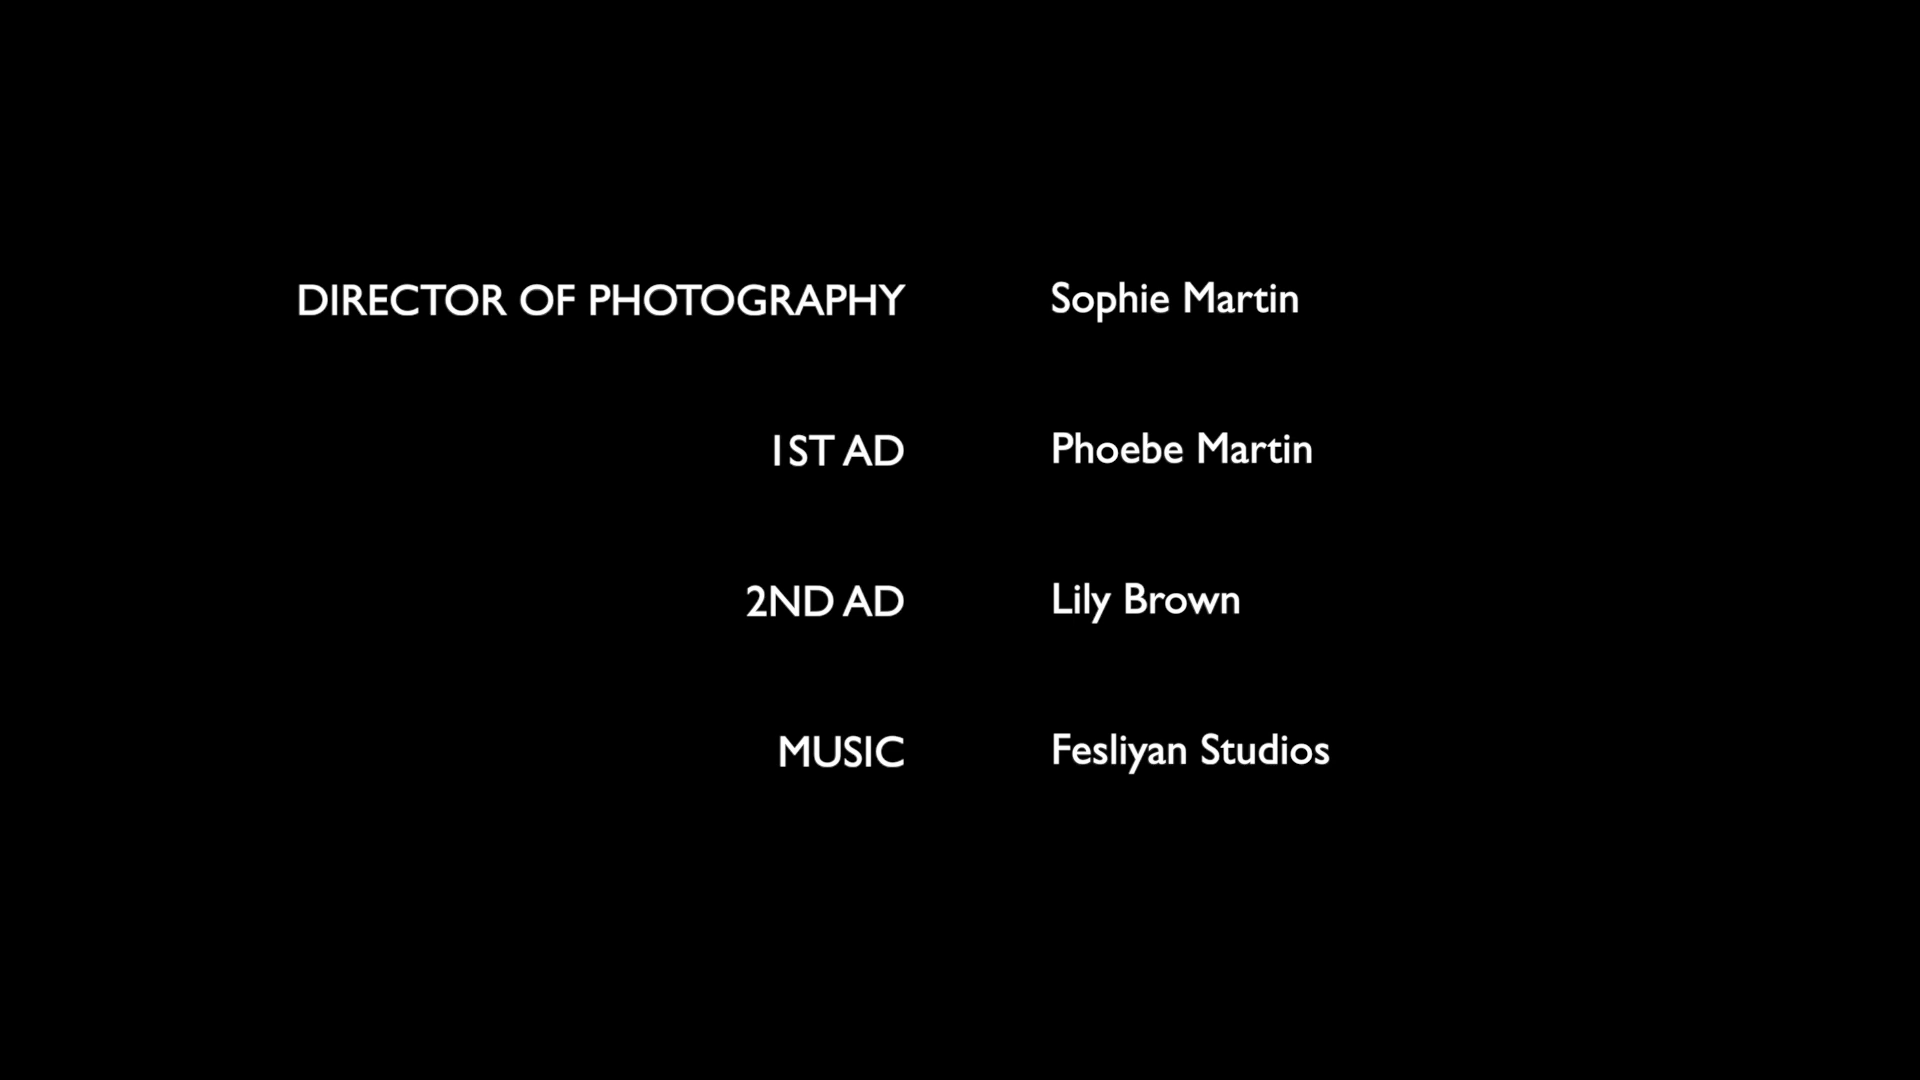 DIRECTOR OF PHOTOGRAPHY Sophie Martin
1ST AD Phoebe Martin
2ND AD Lily Brown
MUSIC Fesliyan Studios